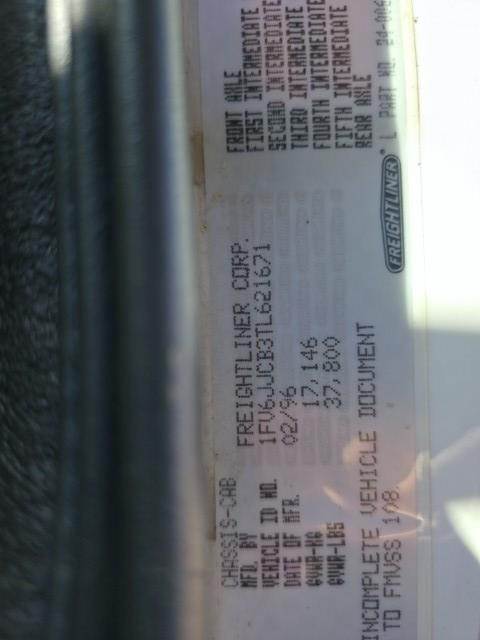 CHASSIS-CAB
MFD. BY FREIGHTLINER CORP.
VEHICLE ID NO. 1FV6JJCB3TL621671
DATE OF MFR. 02/96
GVWR-KG 17,146
GVWR-LBS 37,800
INCOMPLETE VEHICLE DOCUMENT
TO FMVSS 108.
FRONT AXLE
FIRST INTERMEDIATE
SECOND INTERMEDIATE
THIRD INTERMEDIATE
FOURTH INTERMEDIATE
FIFTH INTERMEDIATE
REAR AXLE
FREIGHTLINER
L PART NO.